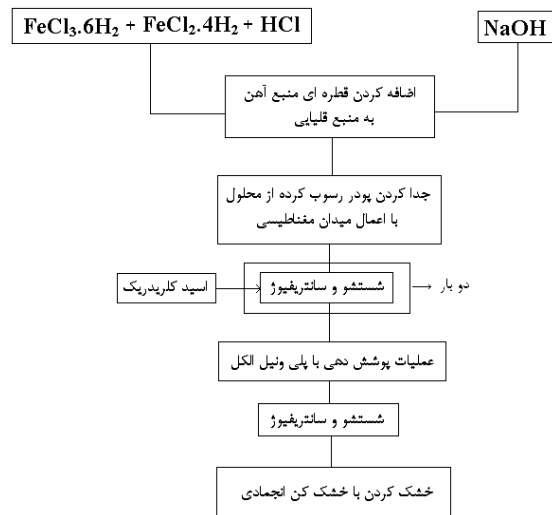 FeCl₃.6H₂ + FeCl₂.4H₂ + HCl
NaOH
اضافه کردن قطره ای منبع آهن
به منبع قلیایی
جدا کردن پودر رسوب کرده از محلول
با اعمال میدان مغناطیسی
اسید کلریدریک
شستشو و سانتریفیوژ
دو بار
عملیات پوشش دهی با پلی ونیل الکل
شستشو و سانتریفیوژ
خشک کردن با خشک کن انجمادی